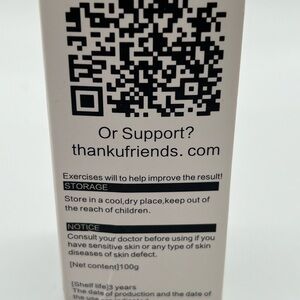 Or Support?
thankufriends. com
Exercises will to help improve the result!
STORAGE
Store in a cool,dry place,keep out of
the reach of children.
NOTICE
Consult your doctor before using if you
have sensitive skin or any type of skin
diseases of skin defect.
[Net content]100g
[Shelf life]3 years
The date of production and the date of